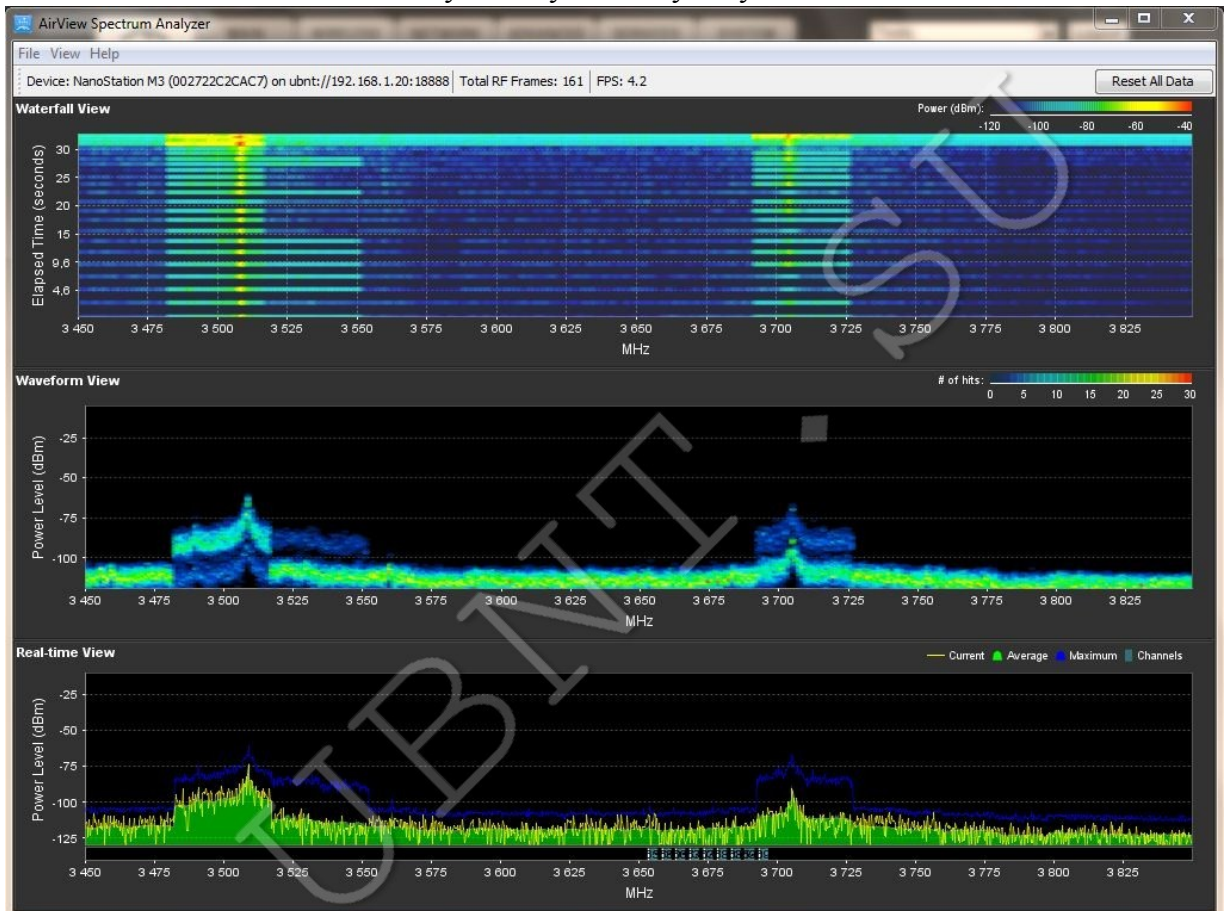 AirView Spectrum Analyzer
File View Help
Device: NanoStation M3 (002722C2CAC7) on ubnt://192.168.1.20:18888 Total RF Frames: 161 FPS: 4.2 Reset All Data
Waterfall View
Power (dBm):
-120 -100 -80 -60 -40
Elapsed Time (seconds)
30
25
20
15
9,6
4,6
3 450 3 475 3 500 3 525 3 550 3 575 3 600 3 625 3 650 3 675 3 700 3 725 3 750 3 775 3 800 3 825
MHz
Waveform View
# of hits:
0 5 10 15 20 25 30
Power Level (dBm)
-25
-50
-75
-100
3 450 3 475 3 500 3 525 3 550 3 575 3 600 3 625 3 650 3 675 3 700 3 725 3 750 3 775 3 800 3 825
MHz
Real-time View
Current Average Maximum Channels
Power Level (dBm)
-25
-50
-75
-100
-125
3 450 3 475 3 500 3 525 3 550 3 575 3 600 3 625 3 650 3 675 3 700 3 725 3 750 3 775 3 800 3 825
MHz
UBNT.SU